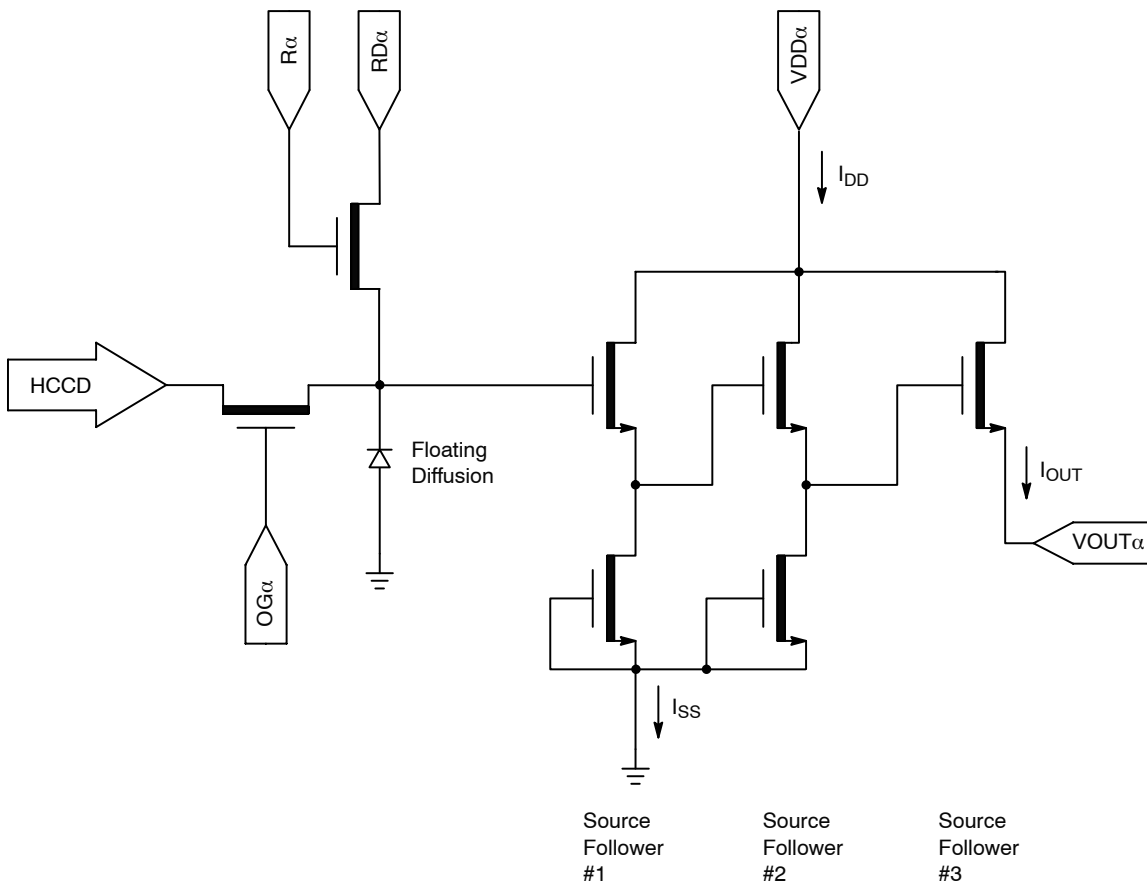 Rα
RDα
VDDα
IDD
HCCD
Floating
Diffusion
IOUT
VOUTα
OGα
ISS
Source
Follower
#1
Source
Follower
#2
Source
Follower
#3